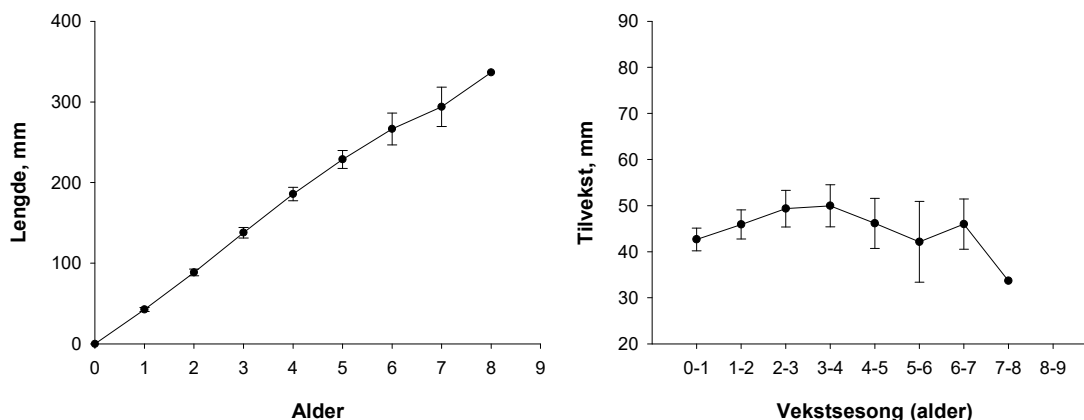 400
300
200
100
0
Lengde, mm
0 1 2 3 4 5 6 7 8 9
Alder
90
80
70
60
50
40
30
20
Tilvekst, mm
0-1 1-2 2-3 3-4 4-5 5-6 6-7 7-8 8-9
Vekstsesong (alder)